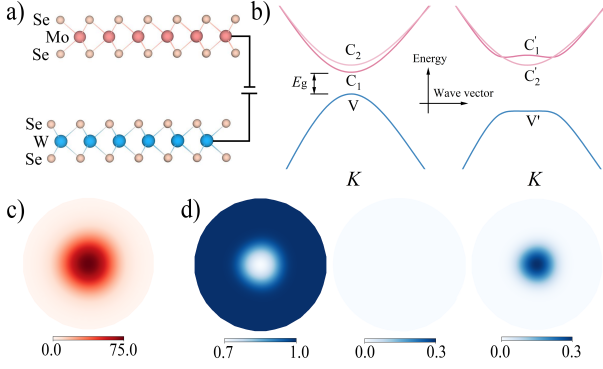 a)
Se
Mo
Se
Se
W
Se
b)
C2
C1
Eg
V
K
Energy
Wave vector
C1'
C2'
V'
K
c)
0.0 75.0
d)
0.7 1.0
0.0 0.3
0.0 0.3